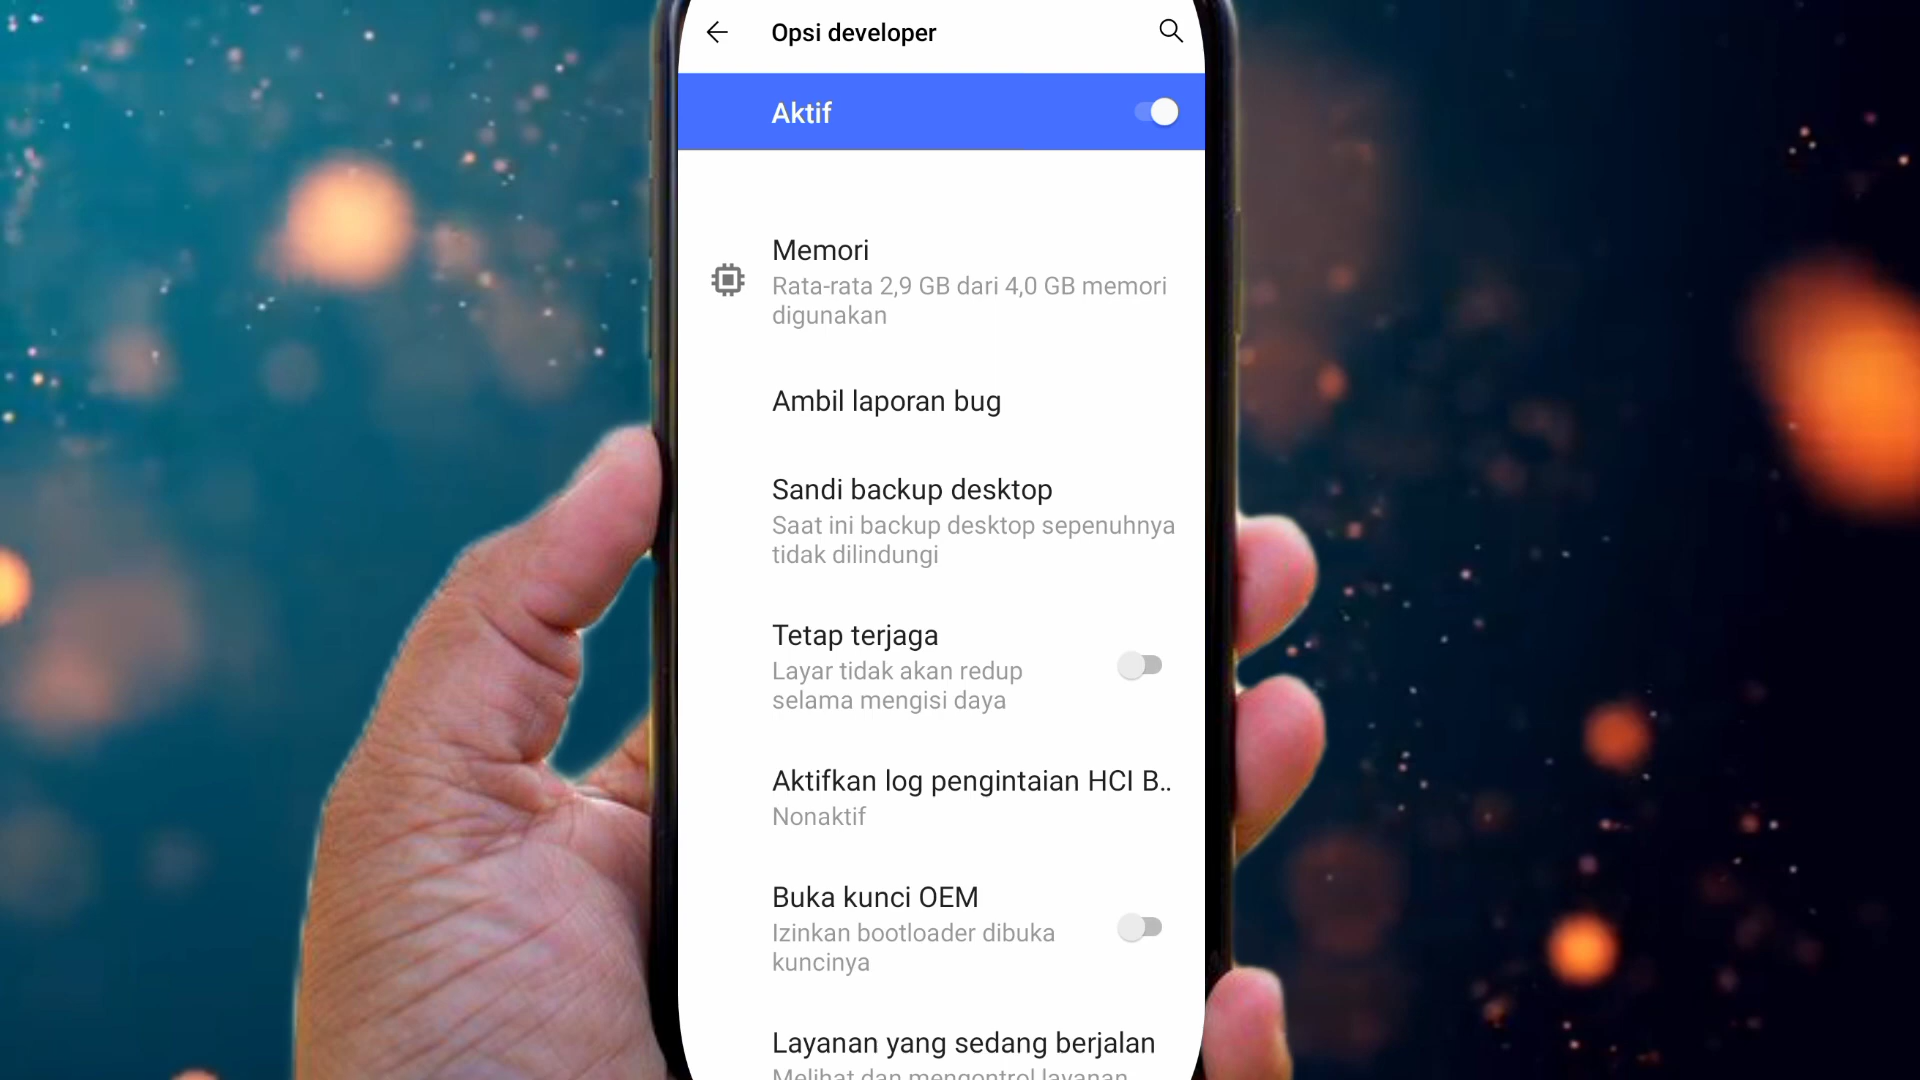 Opsi developer
Aktif
Memori
Rata-rata 2,9 GB dari 4,0 GB memori
digunakan
Ambil laporan bug
Sandi backup desktop
Saat ini backup desktop sepenuhnya
tidak dilindungi
Tetap terjaga
Layar tidak akan redup
selama mengisi daya
Aktifkan log pengintaian HCI B..
Nonaktif
Buka kunci OEM
Izinkan bootloader dibuka
kuncinya
Layanan yang sedang berjalan
Melihat dan mengontrol layanan